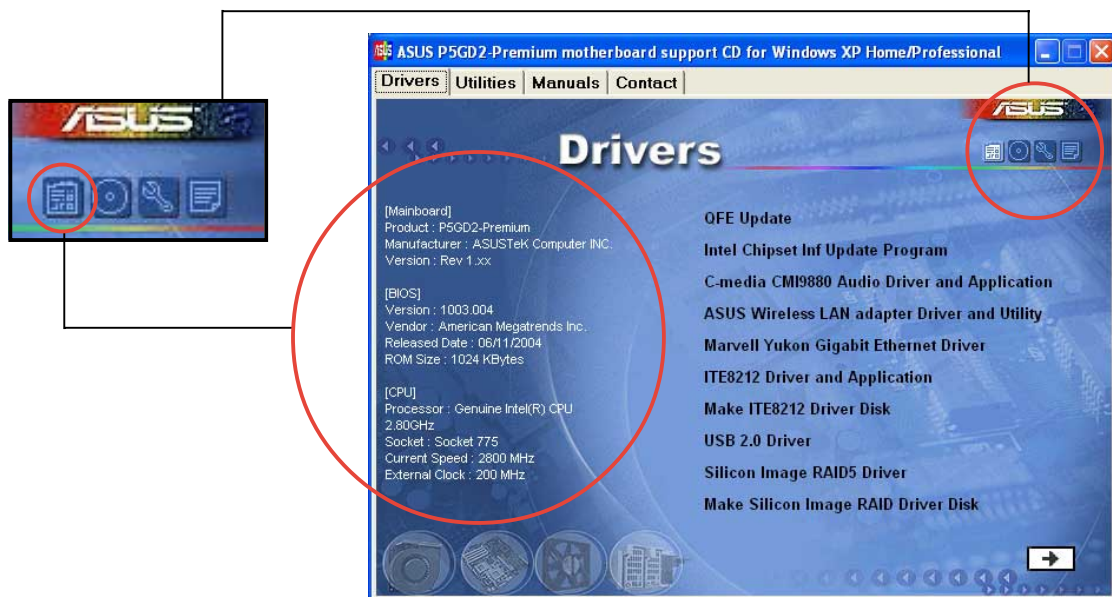 ASUS P5GD2-Premium motherboard support CD for Windows XP Home/Professional
Drivers Utilities Manuals Contact
ASUS
ASUS
Drivers
[Mainboard]
Product : P5GD2-Premium
Manufacturer : ASUSTeK Computer INC.
Version : Rev 1.xx
[BIOS]
Version : 1003.004
Vendor : American Megatrends Inc.
Released Date : 06/11/2004
ROM Size : 1024 KBytes
[CPU]
Processor : Genuine Intel(R) CPU
2.80GHz
Socket : Socket 775
Current Speed : 2800 MHz
External Clock : 200 MHz
QFE Update
Intel Chipset Inf Update Program
C-media CMI9880 Audio Driver and Application
ASUS Wireless LAN adapter Driver and Utility
Marvell Yukon Gigabit Ethernet Driver
ITE8212 Driver and Application
Make ITE8212 Driver Disk
USB 2.0 Driver
Silicon Image RAID5 Driver
Make Silicon Image RAID Driver Disk